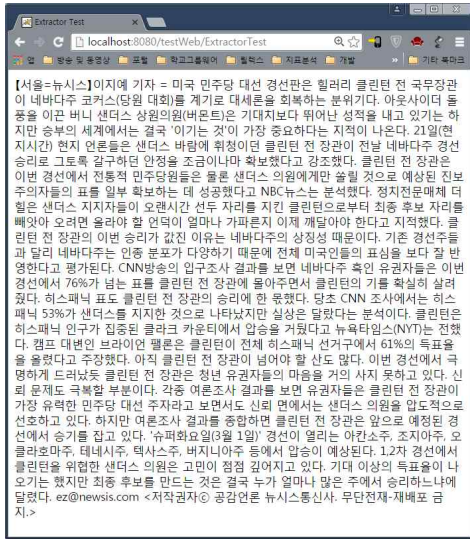 Extractor Test
localhost:8080/testWeb/ExtractorTest
앱 방송 및 동영상 포털 학교그룹웨어 웹렉스 지표분석 개발 » 기타 북마크
【서울=뉴시스】이지예 기자 = 미국 민주당 대선 경선판은 힐러리 클린턴 전 국무장관
이 네바다주 코커스(당원 대회)를 계기로 대세론을 회복하는 분위기다. 아웃사이더 돌
풍을 이끈 버니 샌더스 상원의원(버몬트)은 기대치보다 뛰어난 성적을 내고 있기는 하
지만 승부의 세계에서는 결국 '이기는 것'이 가장 중요하다는 지적이 나온다. 21일(현
지시간) 현지 언론들은 샌더스 바람에 휘청이던 클린턴 전 장관이 전날 네바다주 경선
승리로 그토록 갈구하던 안정을 조금이나마 확보했다고 강조했다. 클린턴 전 장관은
이번 경선에서 전통적 민주당원들은 물론 샌더스 의원에게만 쏠릴 것으로 예상된 진보
주의자들의 표를 일부 확보하는 데 성공했다고 NBC뉴스는 분석했다. 정치전문매체 더
힐은 샌더스 지지자들이 오랜시간 선두 자리를 지킨 클린턴으로부터 최종 후보 자리를
빼앗아 오려면 올라야 할 언덕이 얼마나 가파른지 이제 깨달아야 한다고 지적했다. 클
린턴 전 장관의 이번 승리가 값진 이유는 네바다주의 상징성 때문이다. 기존 경선주들
과 달리 네바다주는 인종 분포가 다양하기 때문에 전체 미국인들의 표심을 보다 잘 반
영한다고 평가된다. CNN방송의 입구조사 결과를 보면 네바다주 흑인 유권자들은 이번
경선에서 76%가 넘는 표를 클린턴 전 장관에 몰아주면서 클린턴의 기를 확실히 살려
줬다. 히스패닉 표도 클린턴 전 장관의 승리에 한 몫했다. 당초 CNN 조사에서는 히스
패닉 53%가 샌더스를 지지한 것으로 나타났지만 실상은 달랐다는 분석이다. 클린턴은
히스패닉 인구가 집중된 클라크 카운티에서 압승을 거뒀다고 뉴욕타임스(NYT)는 전했
다. 캠프 대변인 브라이언 팰론은 클린턴이 전체 히스패닉 선거구에서 61%의 득표율
을 올렸다고 주장했다. 아직 클린턴 전 장관이 넘어야 할 산도 많다. 이번 경선에서 극
명하게 드러났듯 클린턴 전 장관은 청년 유권자들의 마음을 거의 사지 못하고 있다. 신
뢰 문제도 극복할 부분이다. 각종 여론조사 결과를 보면 유권자들은 클린턴 전 장관이
가장 유력한 민주당 대선 주자라고 보면서도 신뢰 면에서는 샌더스 의원을 압도적으로
선호하고 있다. 하지만 여론조사 결과를 종합하면 클린턴 전 장관은 앞으로 예정된 경
선에서 승기를 잡고 있다. '슈퍼화요일(3월 1일)' 경선이 열리는 아칸소주, 조지아주, 오
클라호마주, 테네시주, 텍사스주, 버지니아주 등에서 압승이 예상된다. 1,2차 경선에서
클린턴을 위협한 샌더스 의원은 고민이 점점 깊어지고 있다. 기대 이상의 득표율이 나
오기는 했지만 최종 후보를 만드는 것은 결국 누가 얼마나 많은 주에서 승리하느냐에
달렸다. ez@newsis.com <저작권자ⓒ 공감언론 뉴시스통신사. 무단전재-재배포 금
지.>